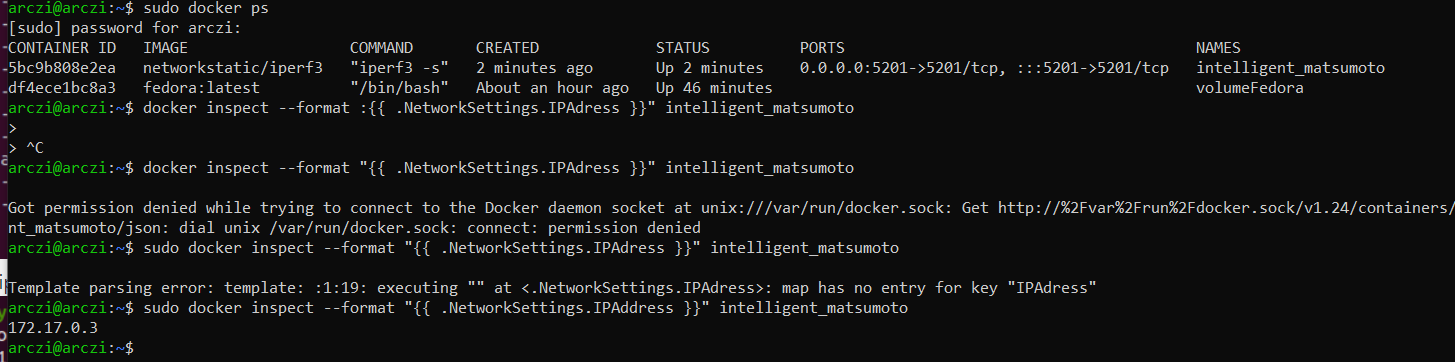 arczi@arczi:~$ sudo docker ps
[sudo] password for arczi:
CONTAINER ID   IMAGE                   COMMAND       CREATED             STATUS          PORTS                                       NAMES
5bc9b808e2ea   networkstatic/iperf3   "iperf3 -s"   2 minutes ago       Up 2 minutes    0.0.0.0:5201->5201/tcp, :::5201->5201/tcp   intelligent_matsumoto
df4ece1bc8a3   fedora:latest          "/bin/bash"   About an hour ago   Up 46 minutes                                               volumeFedora
arczi@arczi:~$ docker inspect --format :{{ .NetworkSettings.IPAdress }}" intelligent_matsumoto
>
> ^C
arczi@arczi:~$ docker inspect --format "{{ .NetworkSettings.IPAdress }}" intelligent_matsumoto
Got permission denied while trying to connect to the Docker daemon socket at unix:///var/run/docker.sock: Get http://%2Fvar%2Frun%2Fdocker.sock/v1.24/containers/
nt_matsumoto/json: dial unix /var/run/docker.sock: connect: permission denied
arczi@arczi:~$ sudo docker inspect --format "{{ .NetworkSettings.IPAdress }}" intelligent_matsumoto
Template parsing error: template: :1:19: executing "" at <.NetworkSettings.IPAdress>: map has no entry for key "IPAdress"
arczi@arczi:~$ sudo docker inspect --format "{{ .NetworkSettings.IPAddress }}" intelligent_matsumoto
172.17.0.3
arczi@arczi:~$